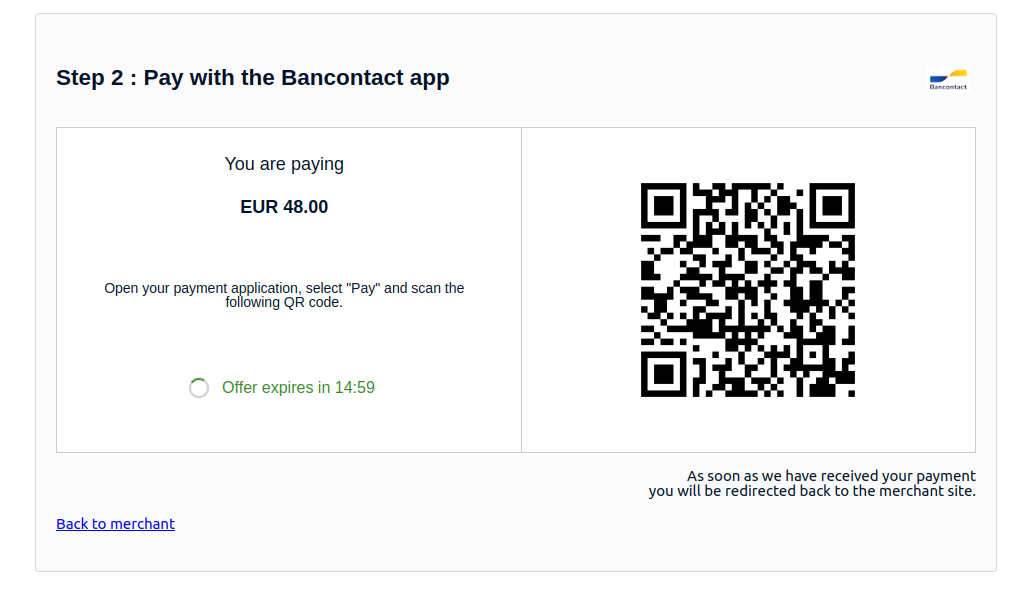 Step 2 : Pay with the Bancontact app
Bancontact
You are paying
EUR 48.00
Open your payment application, select "Pay" and scan the
following QR code.
Offer expires in 14:59
As soon as we have received your payment
you will be redirected back to the merchant site.
Back to merchant